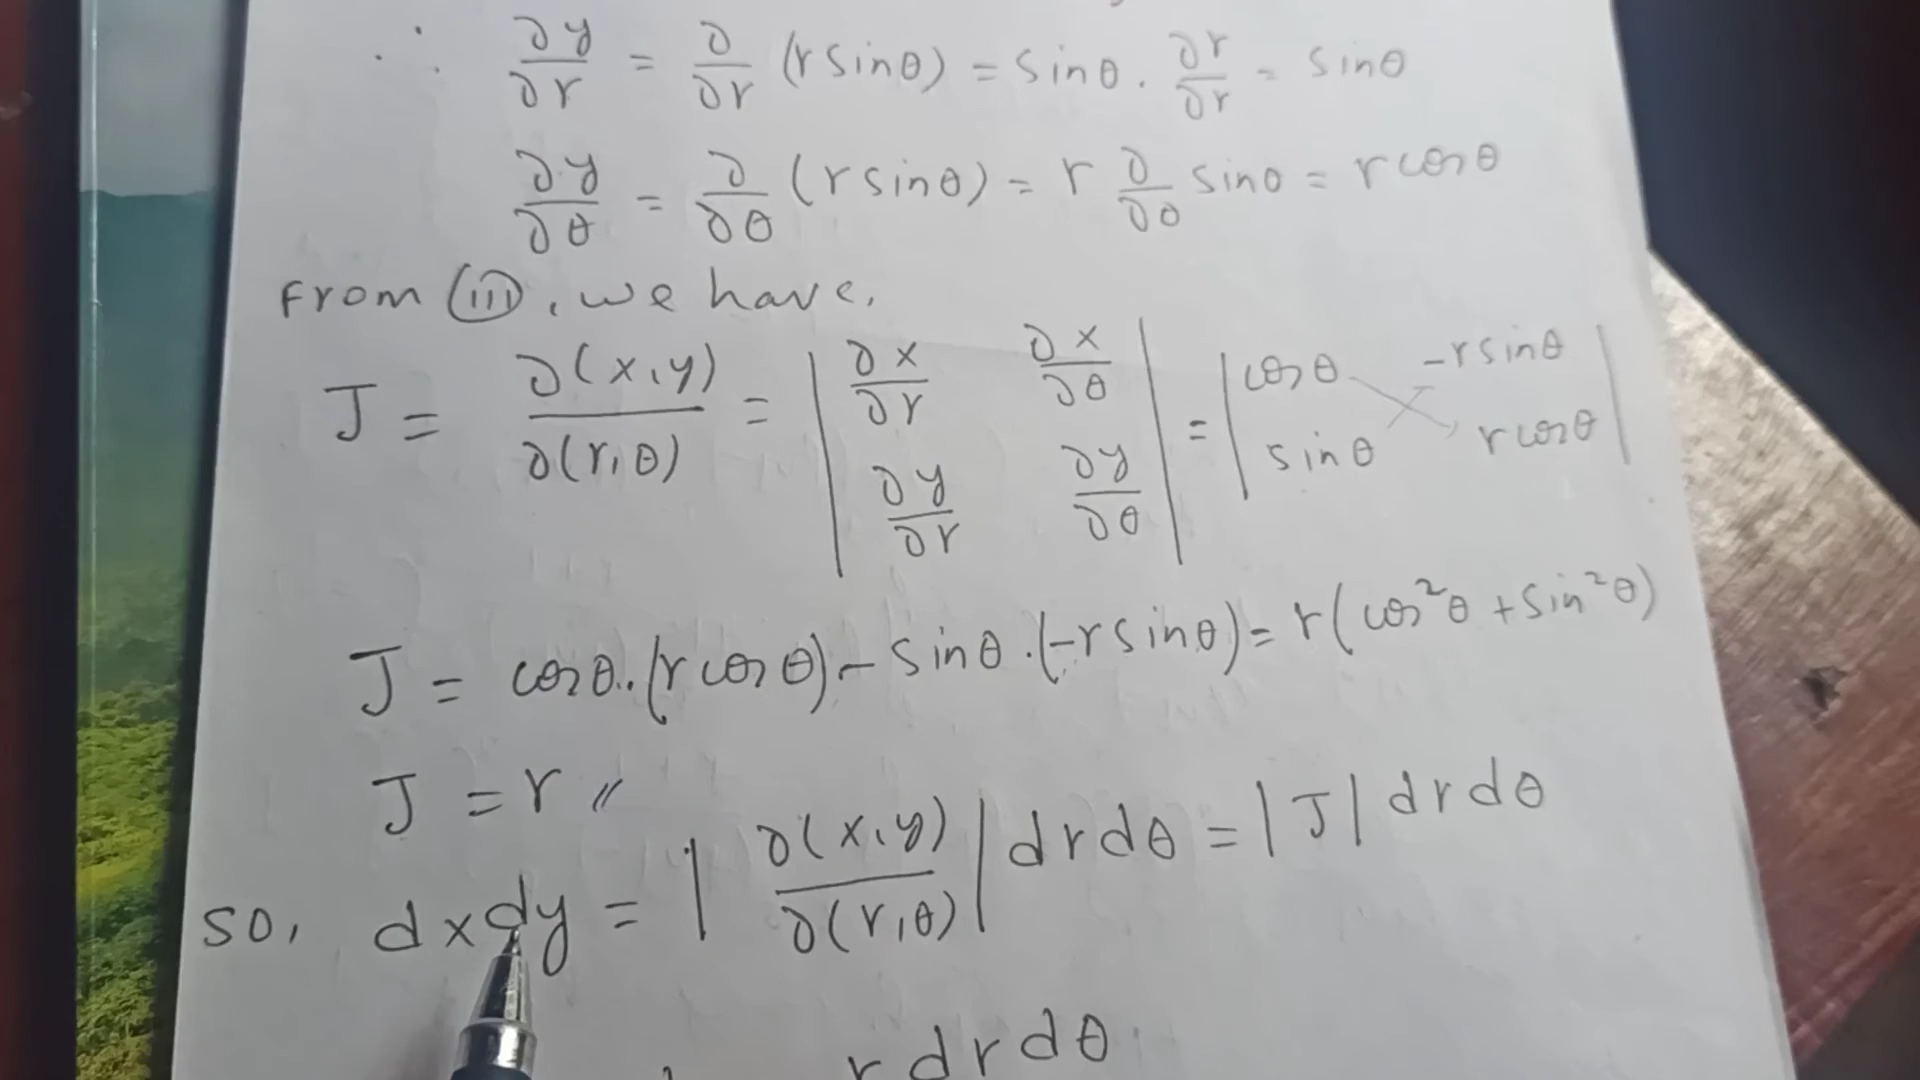 ∴ ∂y/∂r = ∂/∂r (r sinθ) = sinθ . ∂r/∂r = sinθ
∂y/∂θ = ∂/∂θ (r sinθ) = r ∂/∂θ sinθ = r cosθ
From (iii), we have,
J = ∂(x,y)/∂(r,θ) = | ∂x/∂r ∂x/∂θ ; ∂y/∂r ∂y/∂θ | = | cosθ -r sinθ ; sinθ r cosθ |
J = cosθ.(r cosθ) - sinθ.(-r sinθ) = r(cos²θ + sin²θ)
J = r //
so, dxdy = | ∂(x,y)/∂(r,θ) | drdθ = |J| drdθ
r dr dθ